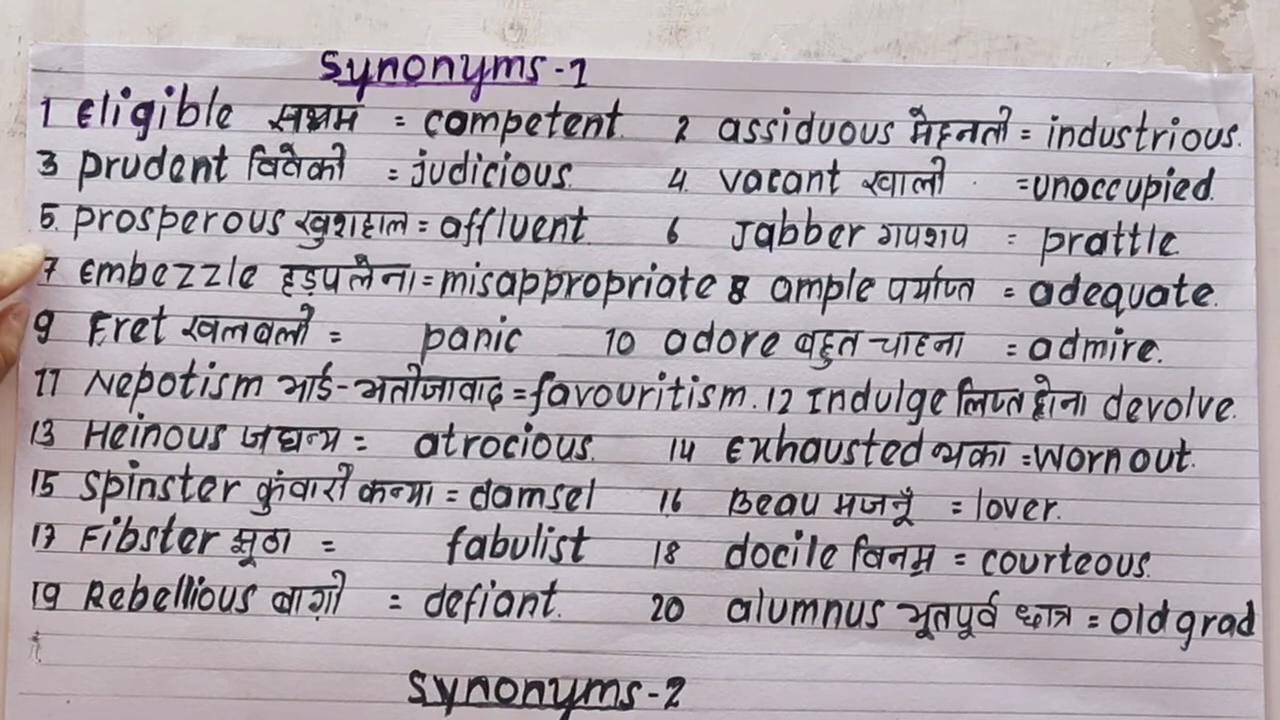 Synonyms-1
1 Eligible सक्षम = competent. 2 assiduous मेहनती = industrious.
3 prudent विवेकी = judicious. 4. vacant खाली = unoccupied.
5. prosperous खुशहाल = affluent. 6 Jabber गपशप = prattle.
7 Embezzle हड़प लेना = misappropriate 8 ample पर्याप्त = adequate.
9 Fret खलबली = panic 10 adore बहुत चाहना = admire.
11 Nepotism भाई-भतीजावाद = favouritism. 12 Indulge लिप्त होना devolve.
13 Heinous जघन्य = atrocious. 14 Exhausted थका = worn out.
15 Spinster कुंवारी कन्या = damsel 16 Beau मजनूँ = lover.
17 Fibster झूठा = fabulist 18 docile विनम्र = courteous.
19 Rebellious बाग़ी = defiant. 20 alumnus भूतपूर्व छात्र = old grad
Synonyms-2